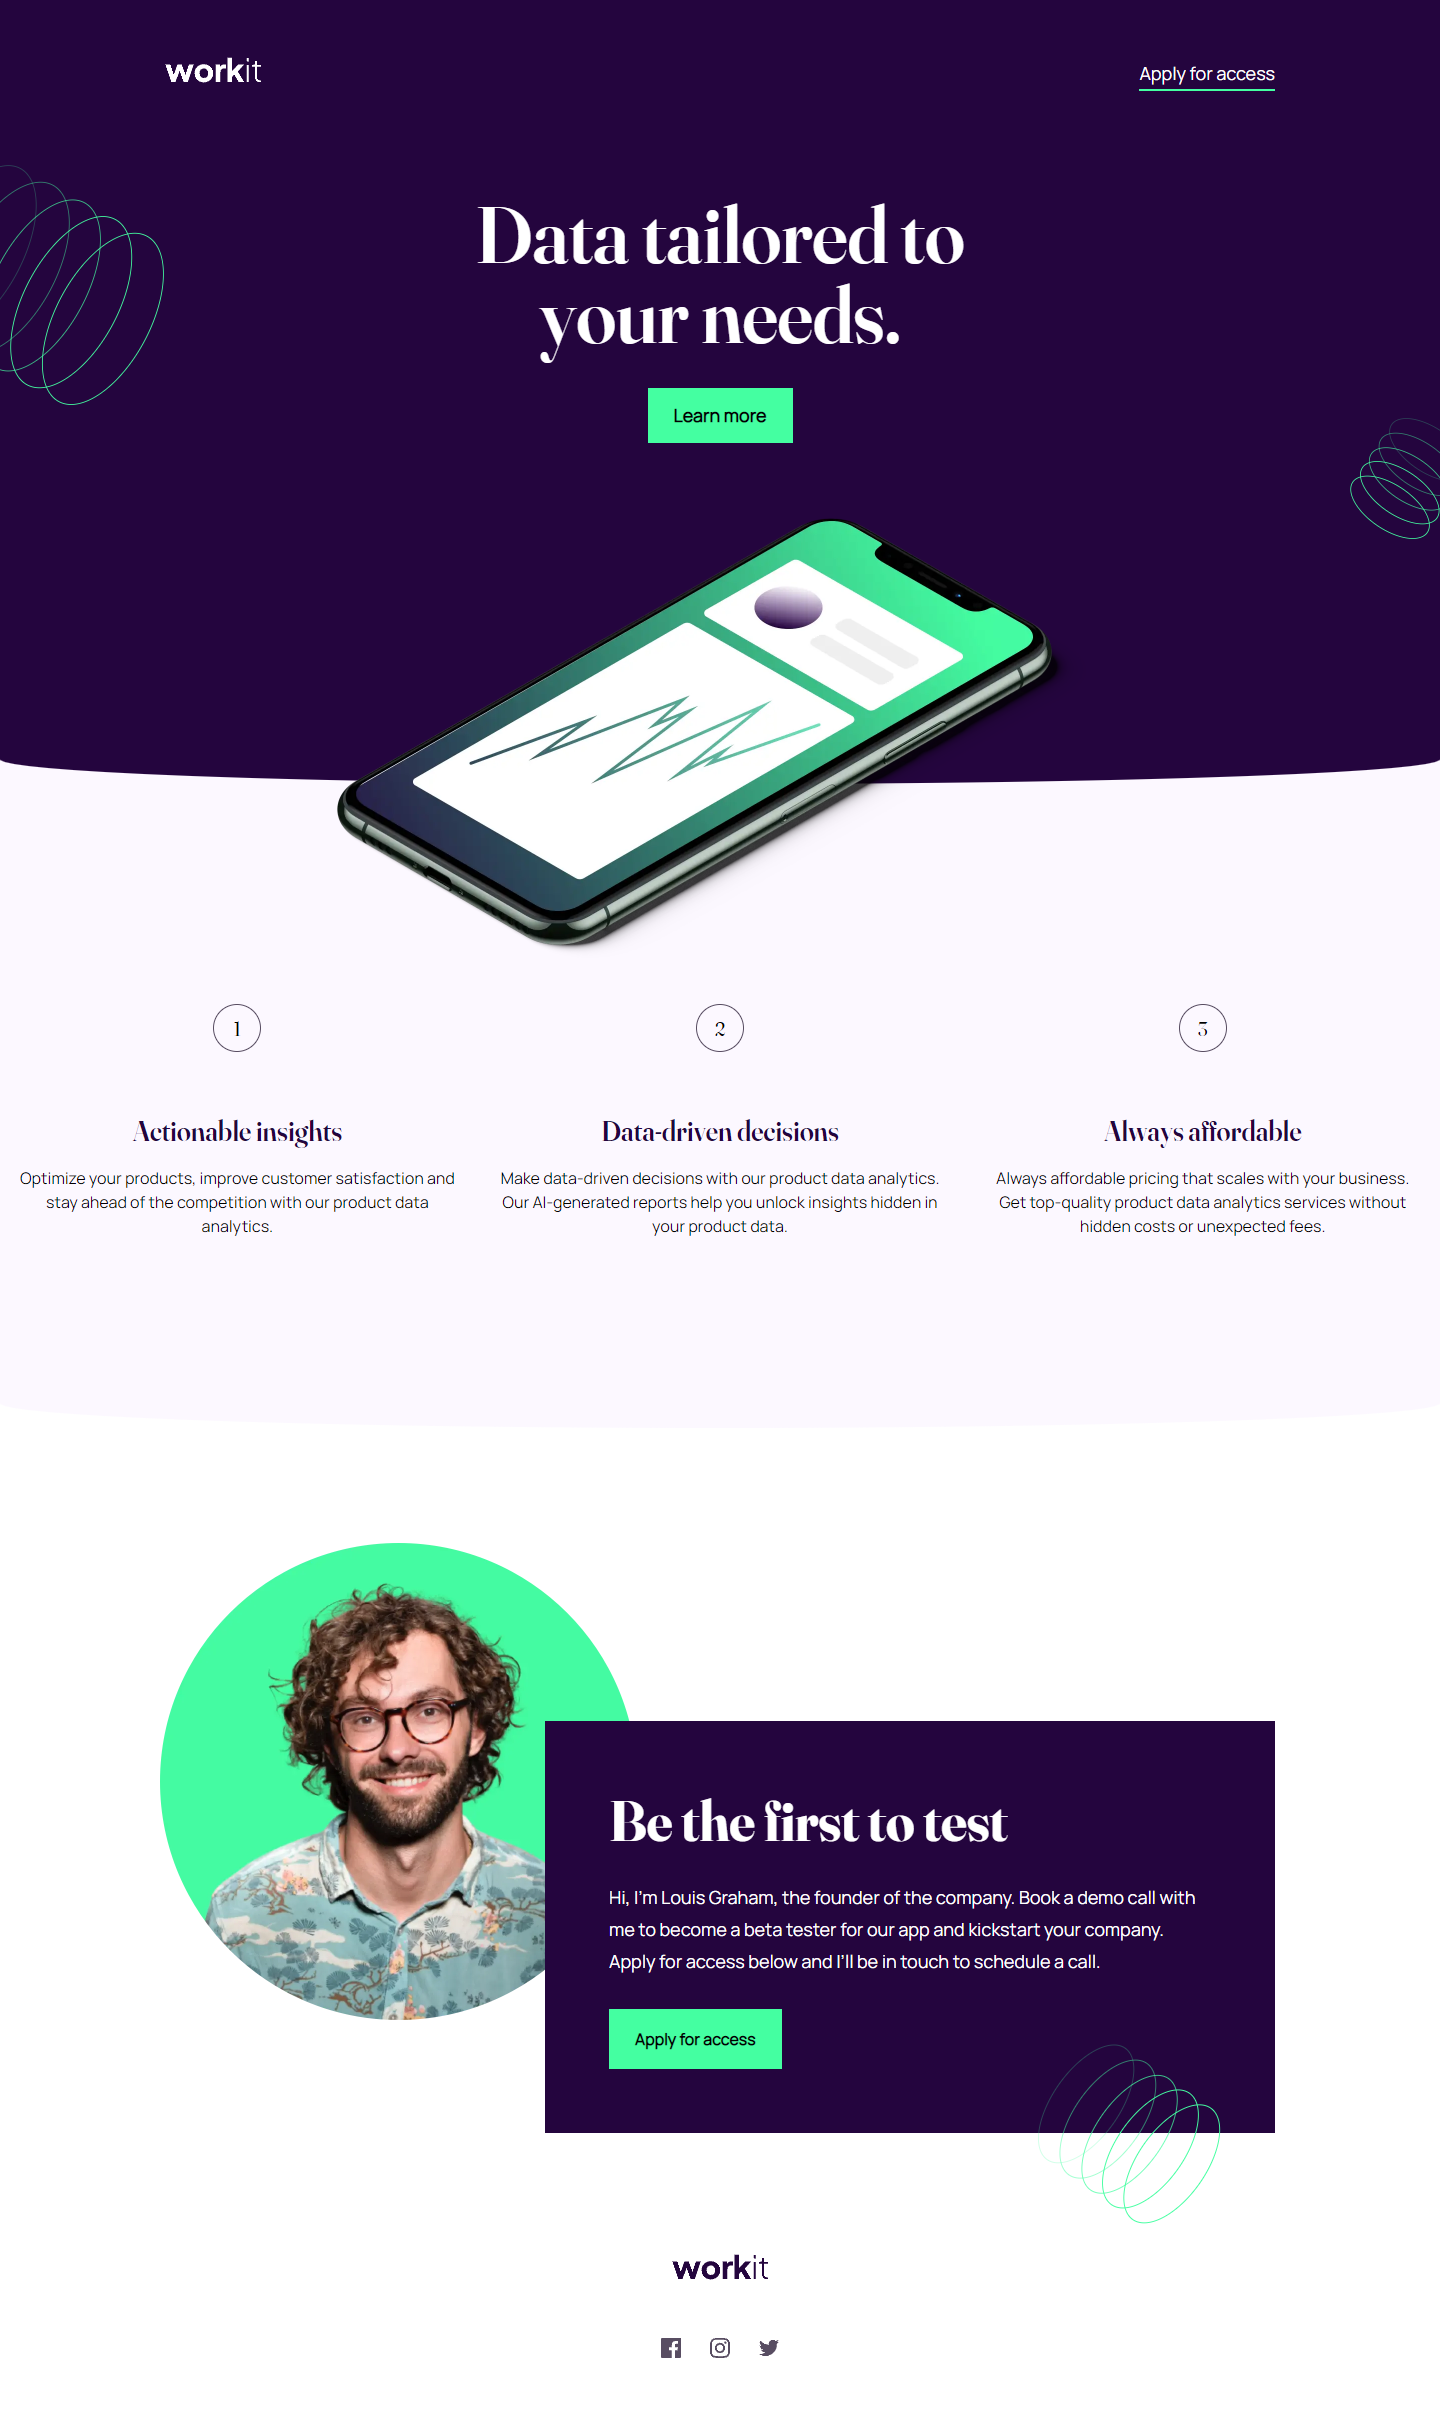 workit
Apply for access
Data tailored to
your needs.
Learn more
1
2
3
Actionable insights
Optimize your products, improve customer satisfaction and
stay ahead of the competition with our product data
analytics.
Data-driven decisions
Make data-driven decisions with our product data analytics.
Our AI-generated reports help you unlock insights hidden in
your product data.
Always affordable
Always affordable pricing that scales with your business.
Get top-quality product data analytics services without
hidden costs or unexpected fees.
Be the first to test
Hi, I'm Louis Graham, the founder of the company. Book a demo call with
me to become a beta tester for our app and kickstart your company.
Apply for access below and I’ll be in touch to schedule a call.
Apply for access
workit